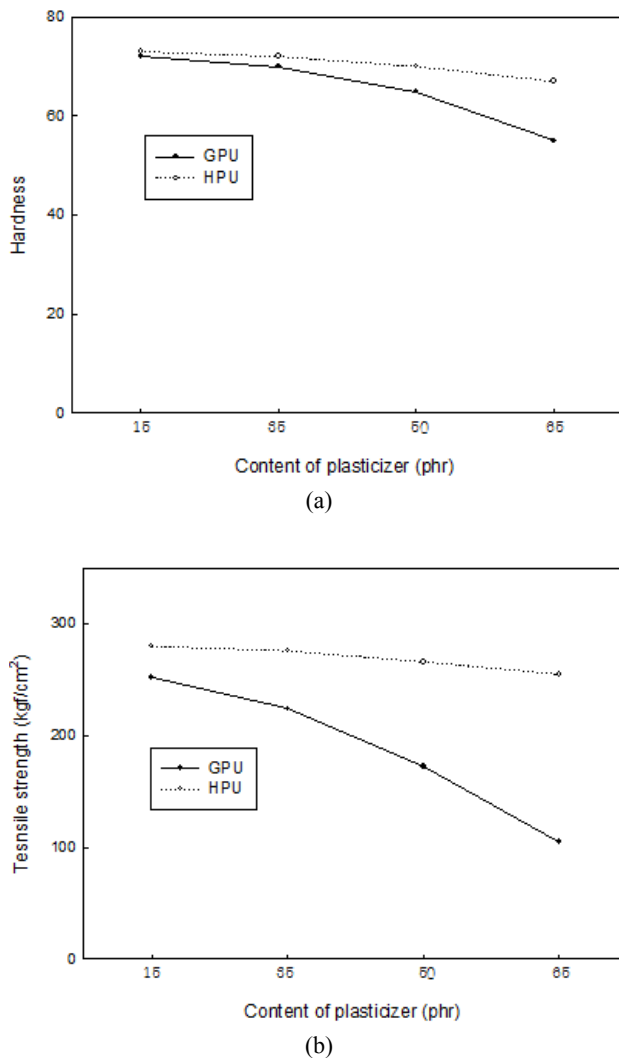 80
60
40
20
0
Hardness
GPU
HPU
15 35 50 65
Content of plasticizer (phr)
(a)
300
200
100
0
Tesnsile strength (kgf/cm²)
GPU
HPU
15 35 50 65
Content of plasticizer (phr)
(b)